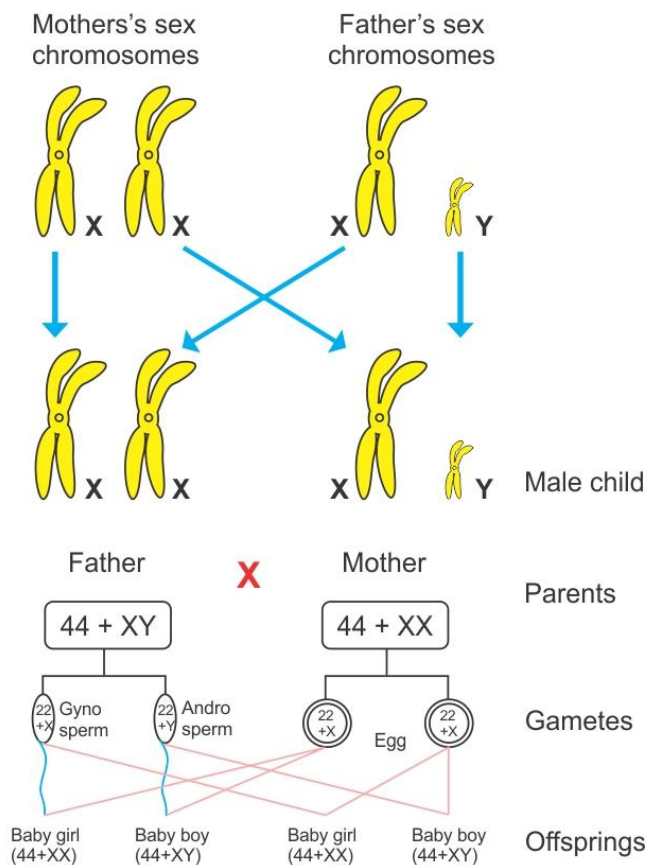 Mothers's sex
chromosomes
Father's sex
chromosomes
X
X
X
Y
X
X
X
Y
Male child
Father
X
Mother
Parents
44 + XY
44 + XX
22
+X
Gyno
sperm
22
+Y
Andro
sperm
22
+X
Egg
22
+X
Gametes
Baby girl
(44+XX)
Baby boy
(44+XY)
Baby girl
(44+XX)
Baby boy
(44+XY)
Offsprings